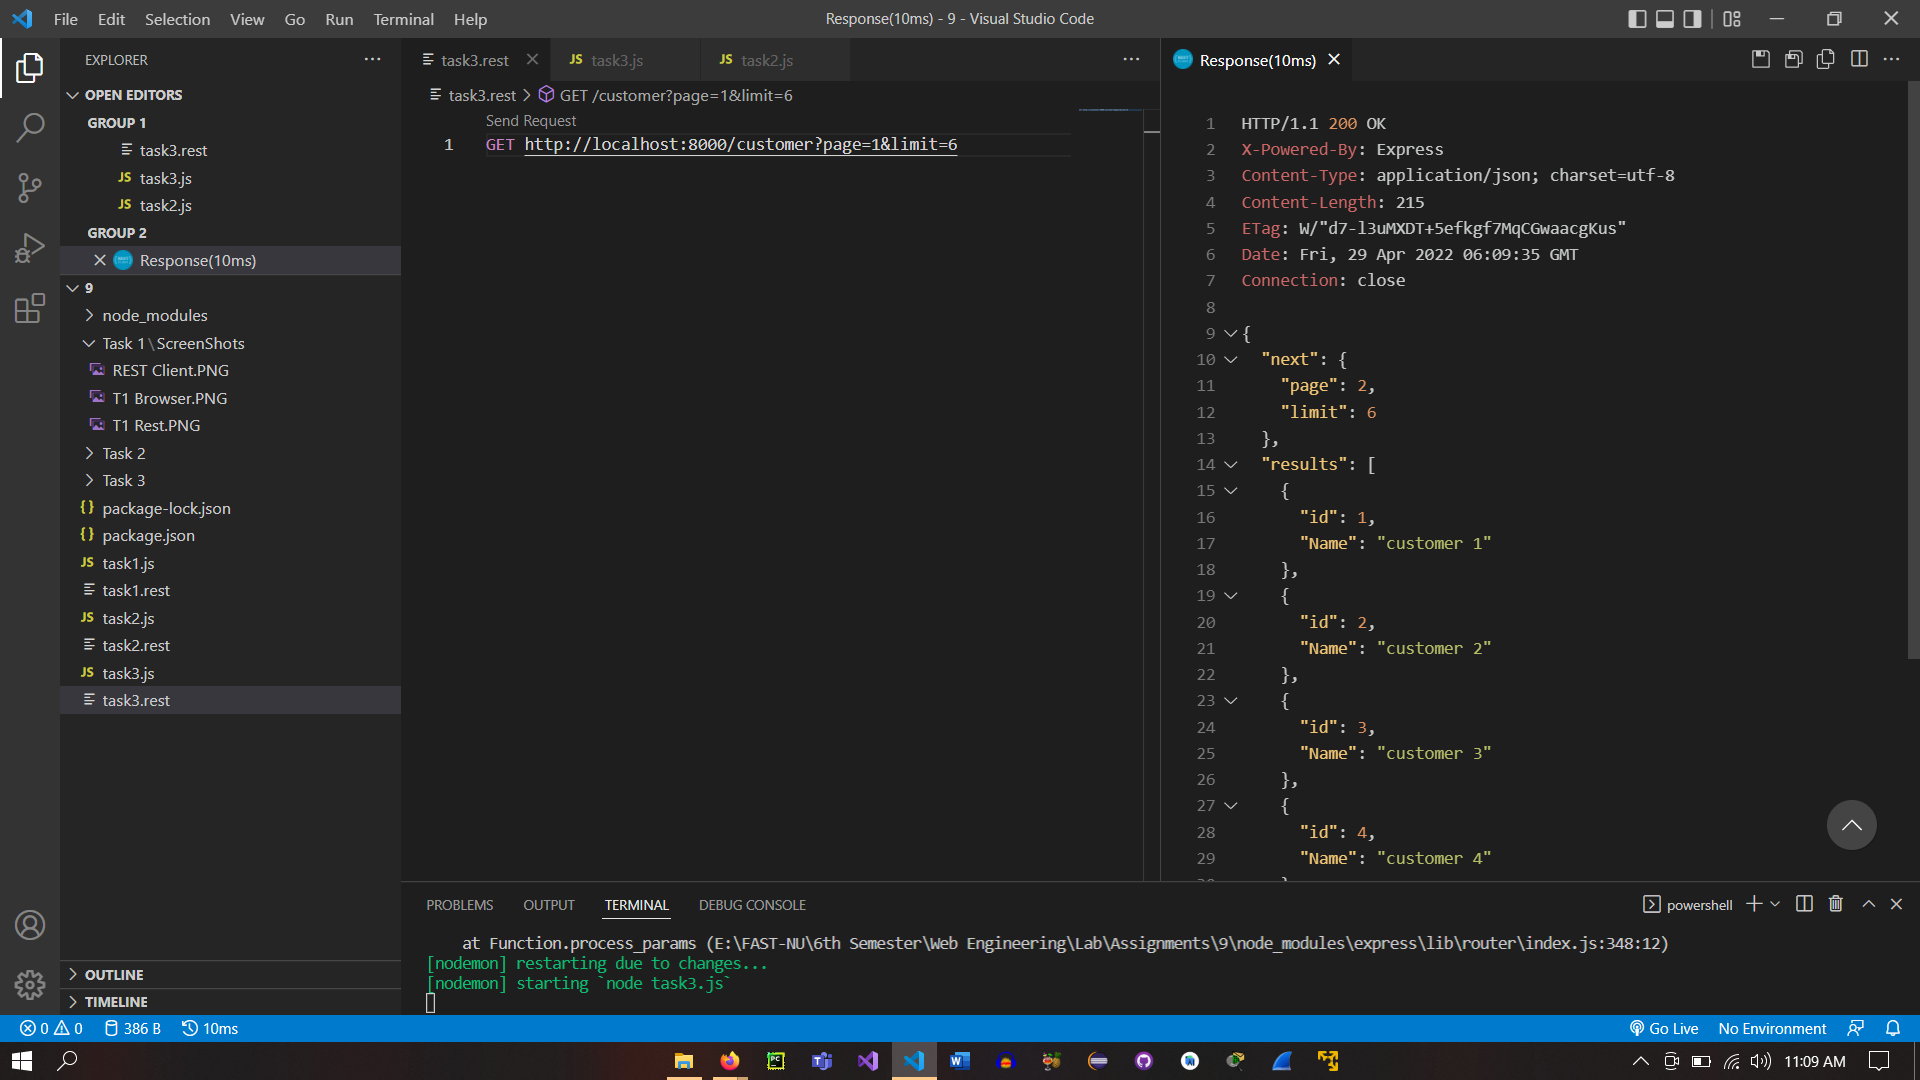 File Edit Selection View Go Run Terminal Help
Response(10ms) - 9 - Visual Studio Code
EXPLORER
OPEN EDITORS
GROUP 1
task3.rest
JS task3.js
JS task2.js
GROUP 2
Response(10ms)
9
node_modules
Task 1\ScreenShots
REST Client.PNG
T1 Browser.PNG
T1 Rest.PNG
Task 2
Task 3
{} package-lock.json
{} package.json
JS task1.js
task1.rest
JS task2.js
task2.rest
JS task3.js
task3.rest
OUTLINE
TIMELINE
task3.rest
JS task3.js
JS task2.js
task3.rest > GET /customer?page=1&limit=6
Send Request
1 GET http://localhost:8000/customer?page=1&limit=6
Response(10ms)
1 HTTP/1.1 200 OK
2 X-Powered-By: Express
3 Content-Type: application/json; charset=utf-8
4 Content-Length: 215
5 ETag: W/"d7-l3uMXDT+5efkgf7MqCGwaacgKus"
6 Date: Fri, 29 Apr 2022 06:09:35 GMT
7 Connection: close
8
9 {
10 "next": {
11 "page": 2,
12 "limit": 6
13 },
14 "results": [
15 {
16 "id": 1,
17 "Name": "customer 1"
18 },
19 {
20 "id": 2,
21 "Name": "customer 2"
22 },
23 {
24 "id": 3,
25 "Name": "customer 3"
26 },
27 {
28 "id": 4,
29 "Name": "customer 4"
PROBLEMS OUTPUT TERMINAL DEBUG CONSOLE
powershell
at Function.process_params (E:\FAST-NU\6th Semester\Web Engineering\Lab\Assignments\9\node_modules\express\lib\router\index.js:348:12)
[nodemon] restarting due to changes...
[nodemon] starting `node task3.js`
0 0 386 B 10ms
Go Live No Environment
11:09 AM